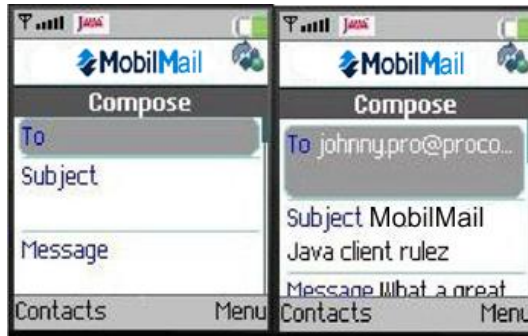 Java
MobilMail
Compose
To
Subject
Message
Contacts Menu
Java
MobilMail
Compose
To johnny.pro@proco...
Subject MobilMail
Java client rulez
Message What a great
Contacts Menu